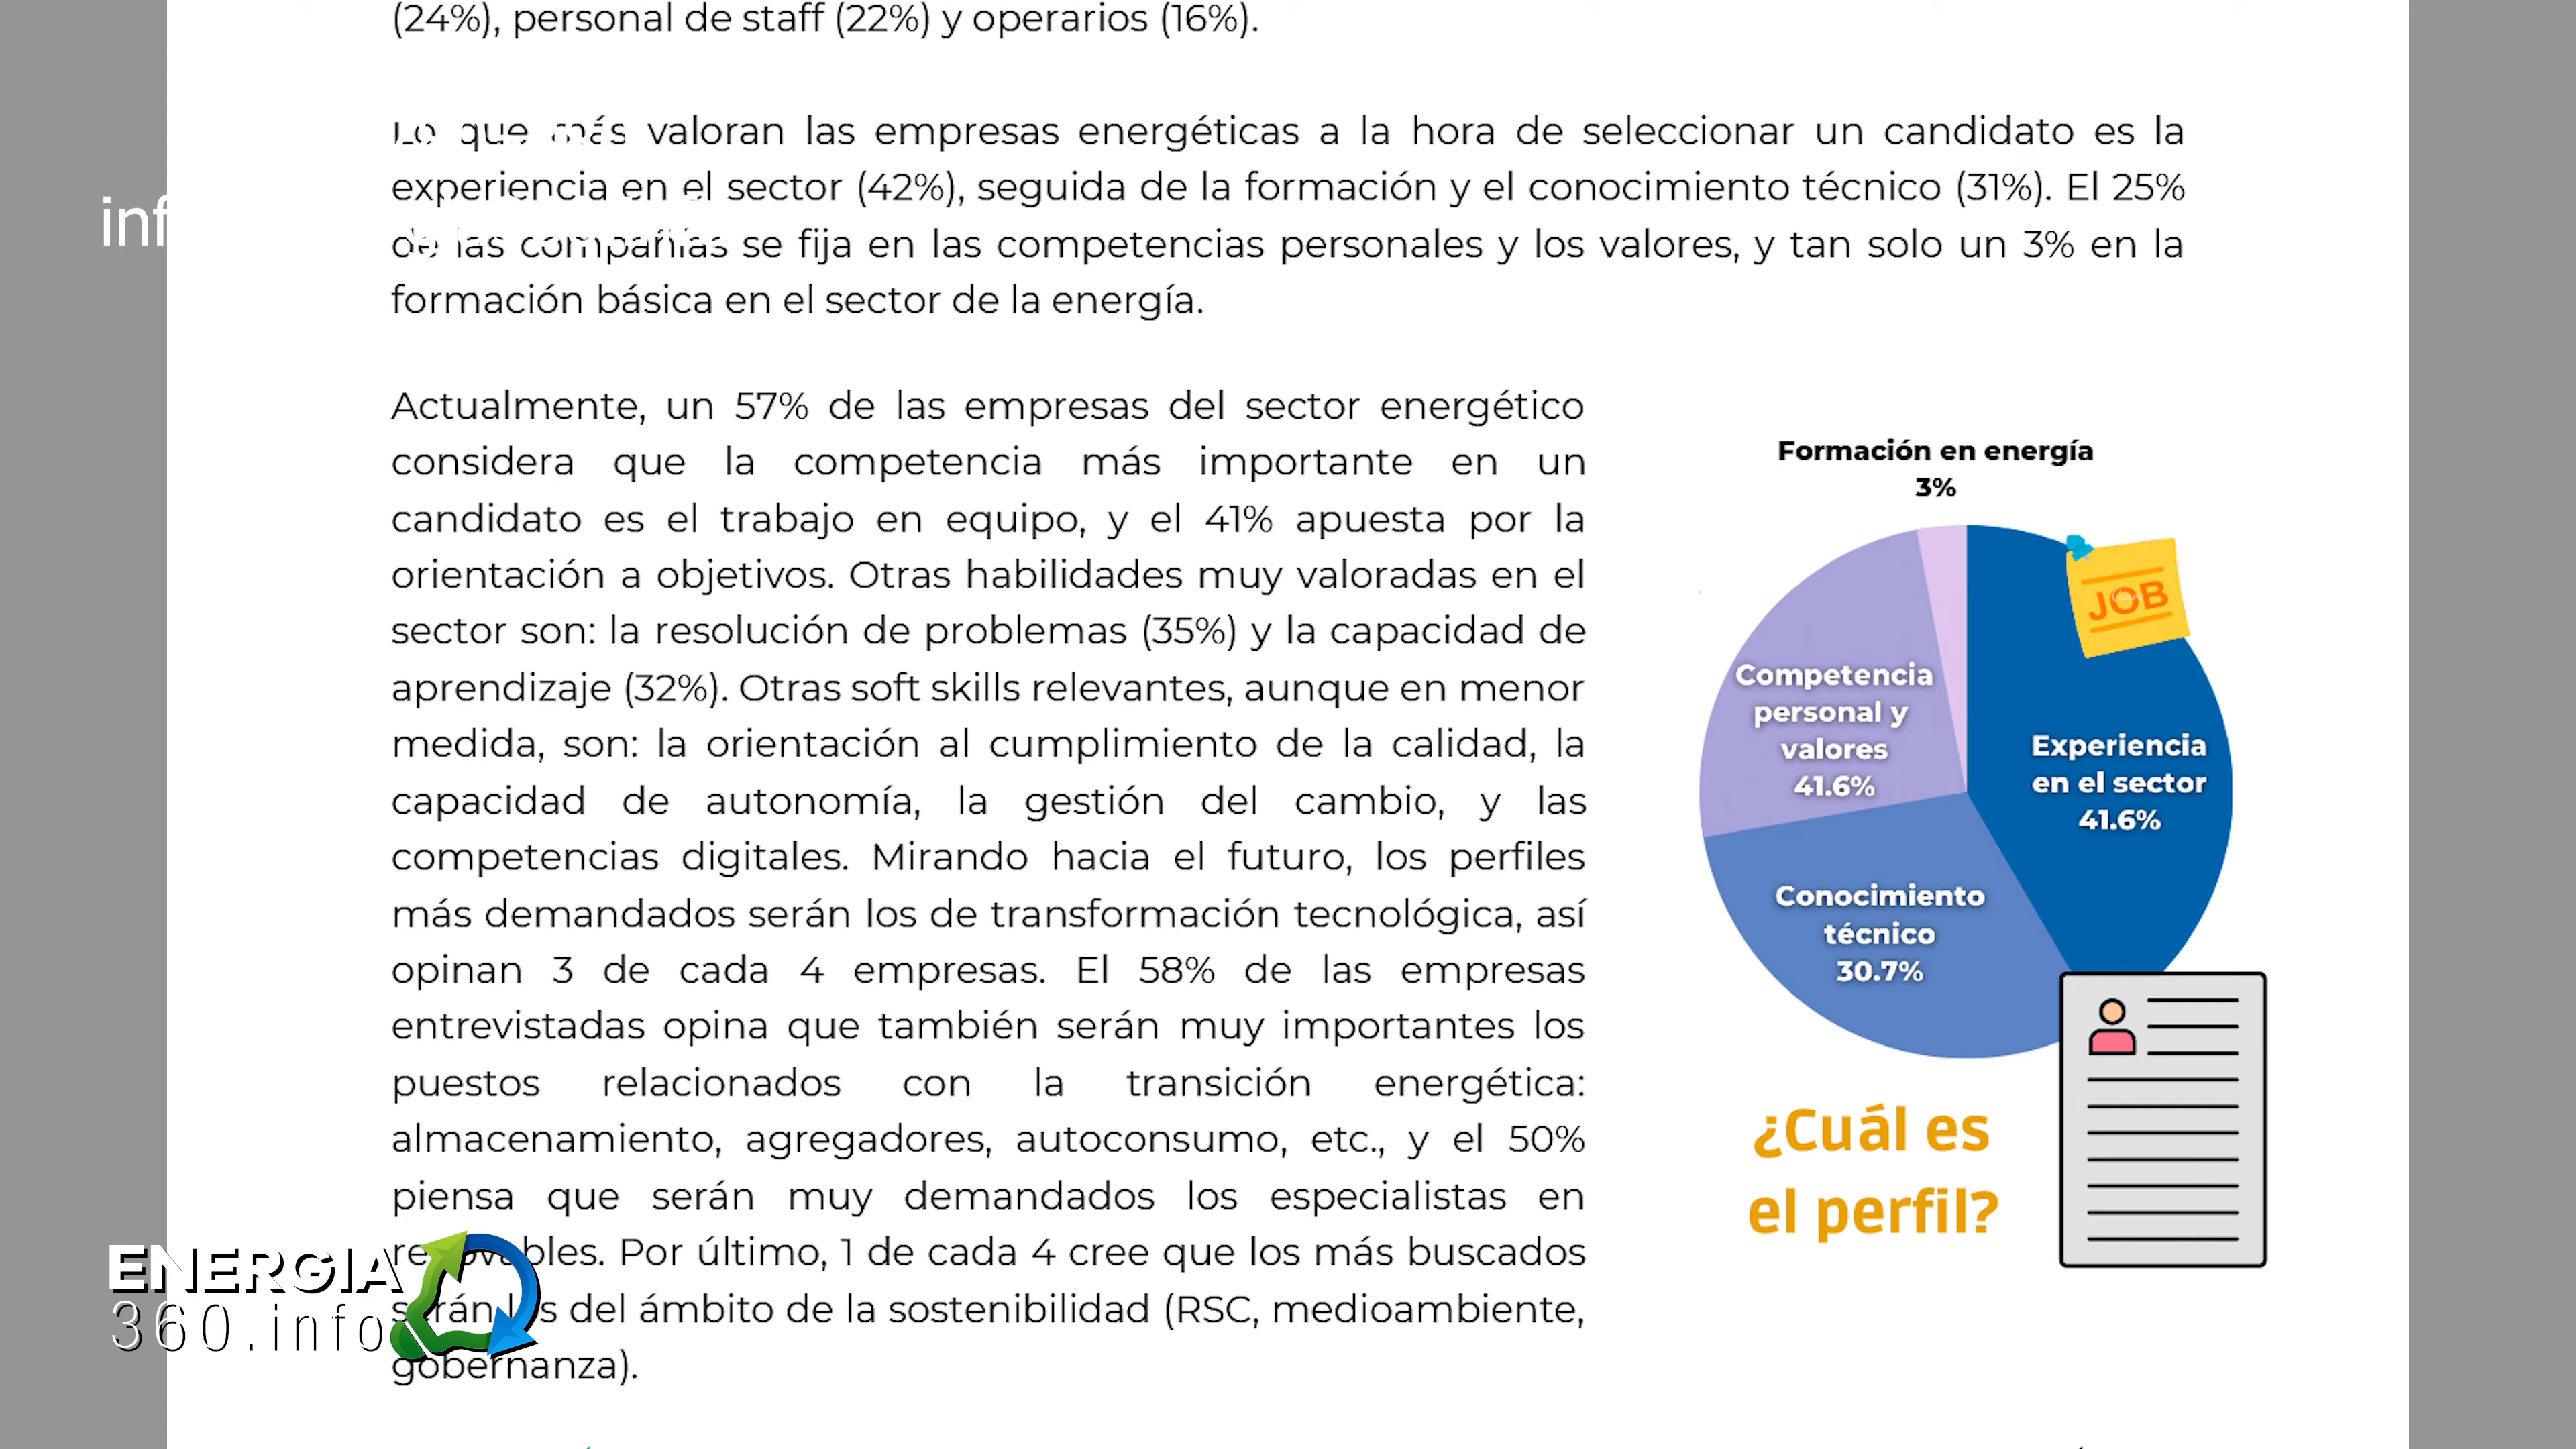 (24%), personal de staff (22%) y operarios (16%).
Lo que más valoran las empresas energéticas a la hora de seleccionar un candidato es la
experiencia en el sector (42%), seguida de la formación y el conocimiento técnico (31%). El 25%
de las compañías se fija en las competencias personales y los valores, y tan solo un 3% en la
formación básica en el sector de la energía.
Actualmente, un 57% de las empresas del sector energético
considera que la competencia más importante en un
candidato es el trabajo en equipo, y el 41% apuesta por la
orientación a objetivos. Otras habilidades muy valoradas en el
sector son: la resolución de problemas (35%) y la capacidad de
aprendizaje (32%). Otras soft skills relevantes, aunque en menor
medida, son: la orientación al cumplimiento de la calidad, la
capacidad de autonomía, la gestión del cambio, y las
competencias digitales. Mirando hacia el futuro, los perfiles
más demandados serán los de transformación tecnológica, así
opinan 3 de cada 4 empresas. El 58% de las empresas
entrevistadas opina que también serán muy importantes los
puestos relacionados con la transición energética:
almacenamiento, agregadores, autoconsumo, etc., y el 50%
piensa que serán muy demandados los especialistas en
renovables. Por último, 1 de cada 4 cree que los más buscados
serán los del ámbito de la sostenibilidad (RSC, medioambiente,
gobernanza).
Formación en energía
3%
Competencia
personal y
valores
41.6%
Experiencia
en el sector
41.6%
Conocimiento
técnico
30.7%
JOB
¿Cuál es
el perfil?
ENERGIA
360.info